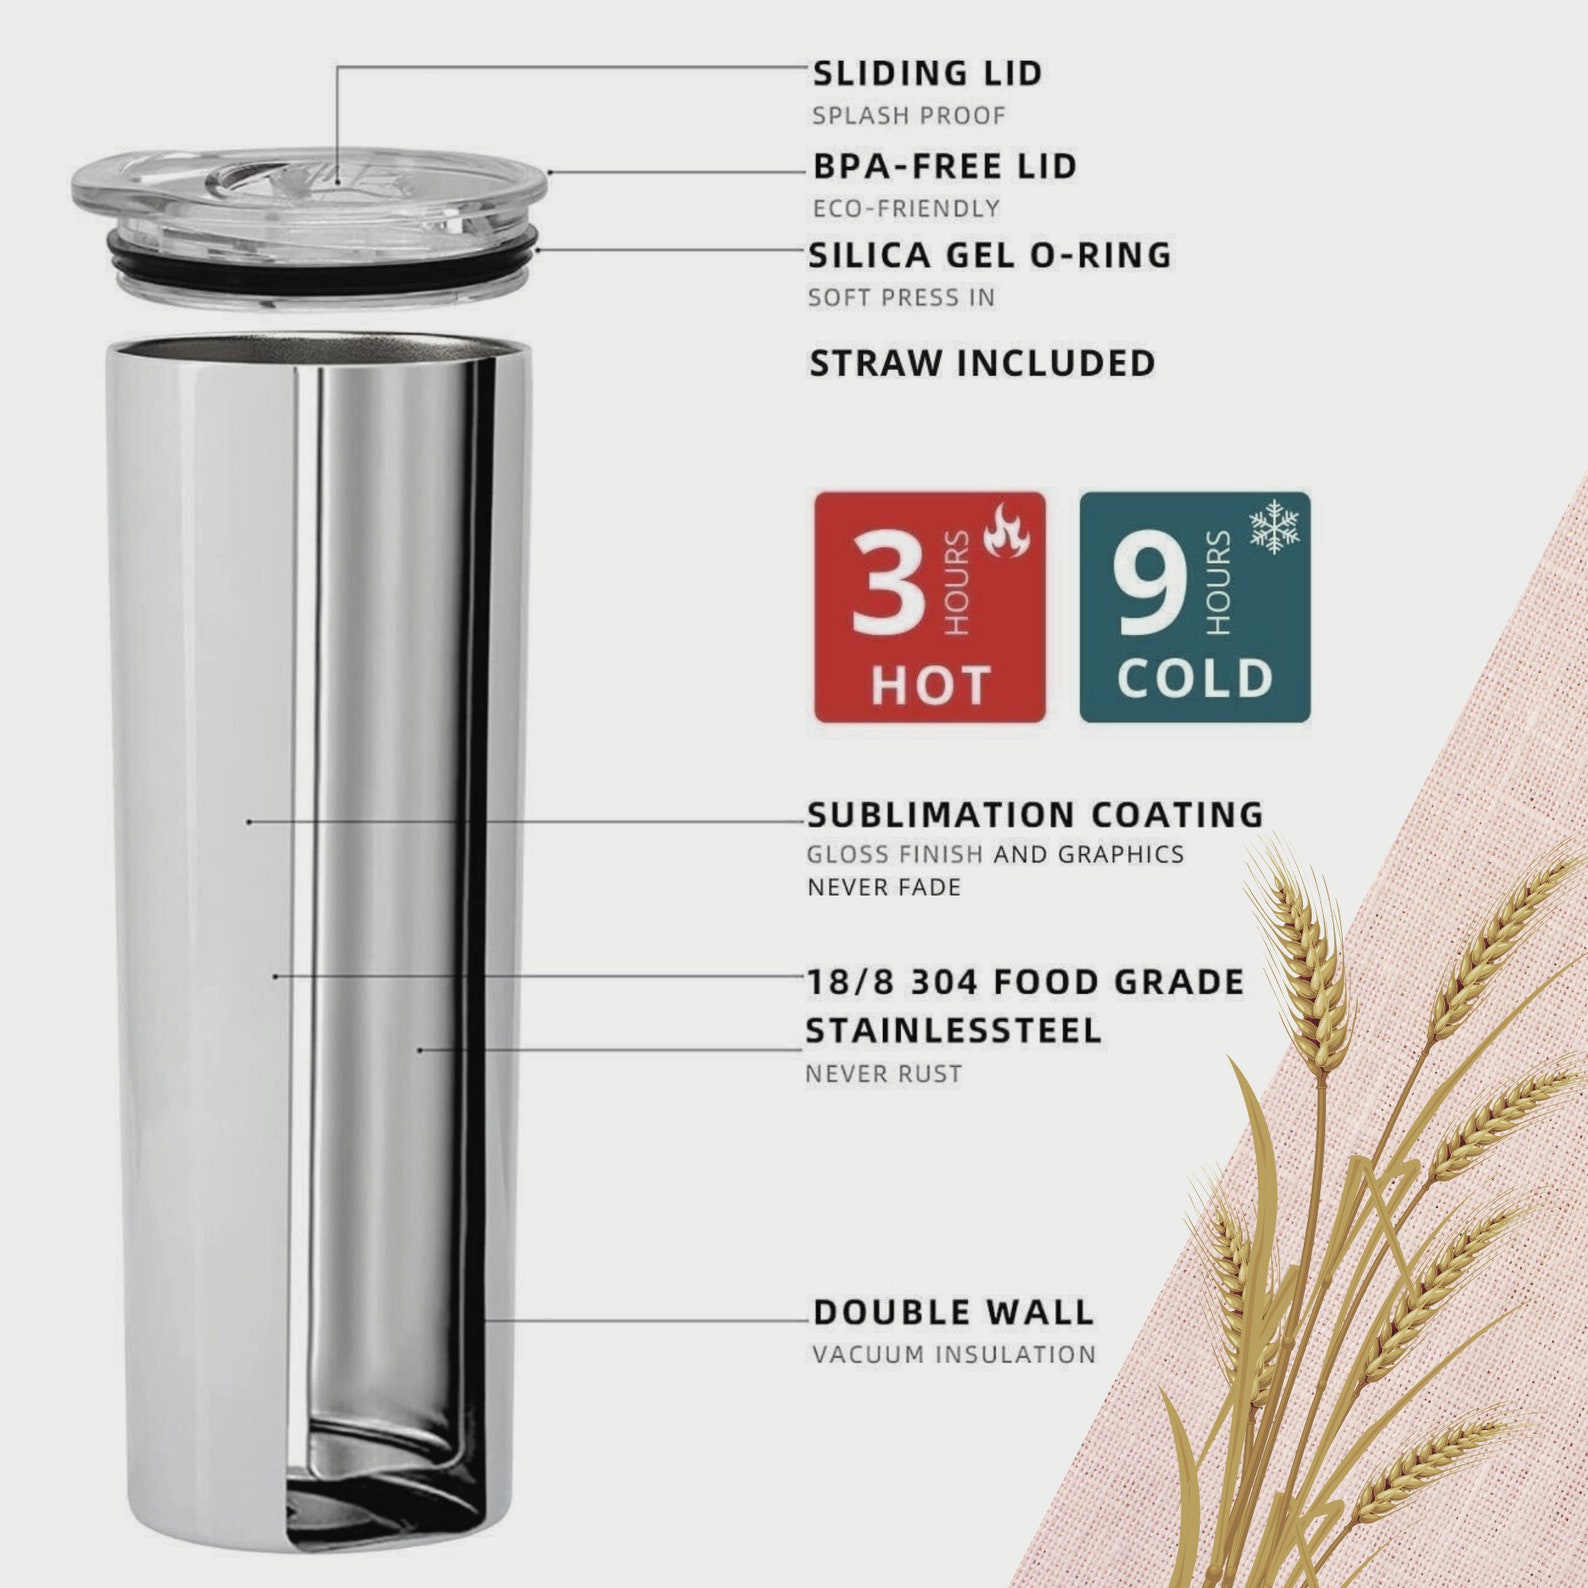 SLIDING LID
SPLASH PROOF
BPA-FREE LID
ECO-FRIENDLY
SILICA GEL O-RING
SOFT PRESS IN
STRAW INCLUDED
3 HOURS
HOT
9 HOURS
COLD
SUBLIMATION COATING
GLOSS FINISH AND GRAPHICS
NEVER FADE
18/8 304 FOOD GRADE
STAINLESSTEEL
NEVER RUST
DOUBLE WALL
VACUUM INSULATION